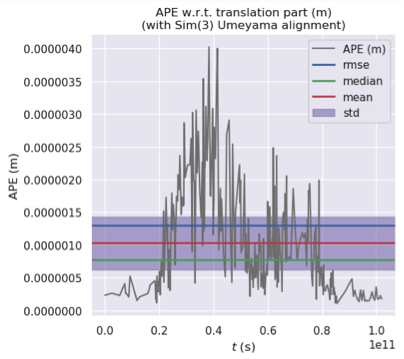 APE w.r.t. translation part (m)
(with Sim(3) Umeyama alignment)
APE (m)
rmse
median
mean
std
0.0000040
0.0000035
0.0000030
0.0000025
0.0000020
0.0000015
0.0000010
0.0000005
0.0000000
APE (m)
0.0
0.2
0.4
0.6
0.8
1.0
t (s)
1e11